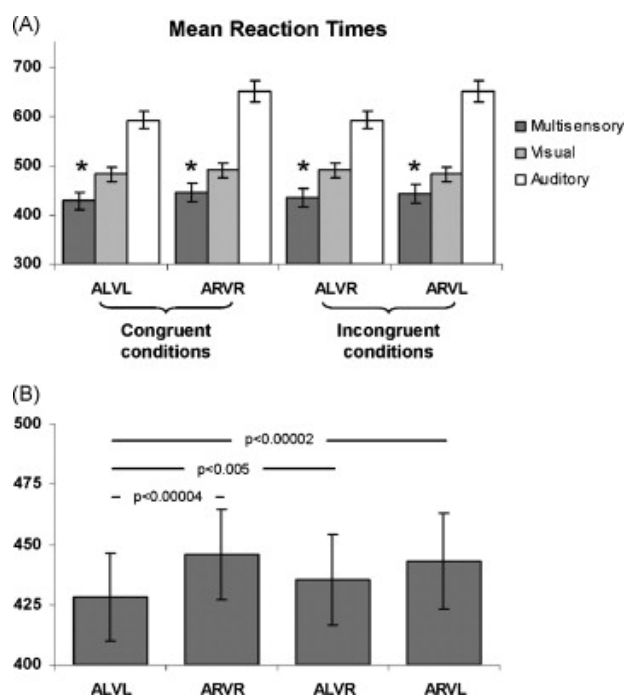 (A)
Mean Reaction Times
700
600
500
400
300
* * * *
Multisensory
Visual
Auditory
ALVL ARVR ALVR ARVL
Congruent conditions
Incongruent conditions
(B)
500
475
450
425
400
p<0.00002
p<0.005
p<0.00004
ALVL ARVR ALVR ARVL